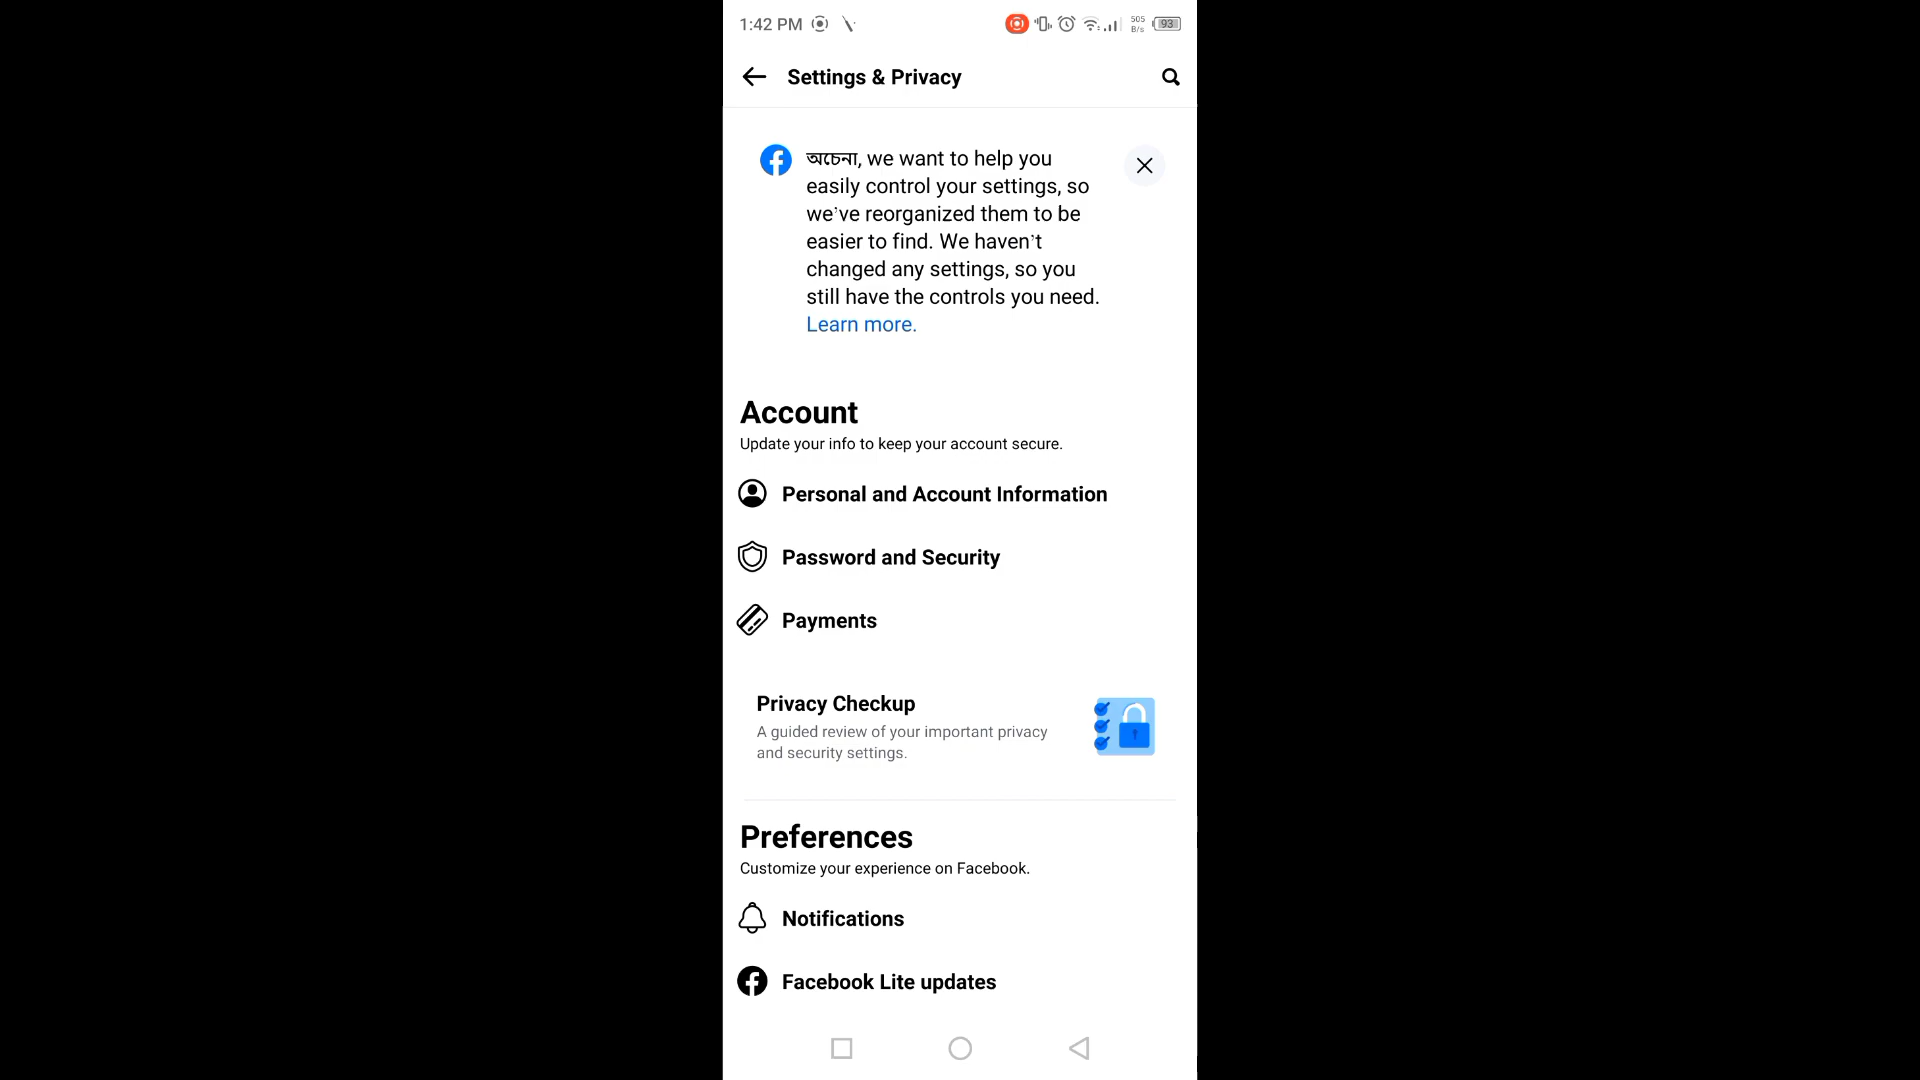 1:42 PM
505
B/s
93
Settings & Privacy
অচেনা, we want to help you
easily control your settings, so
we've reorganized them to be
easier to find. We haven't
changed any settings, so you
still have the controls you need.
Learn more.
Account
Update your info to keep your account secure.
Personal and Account Information
Password and Security
Payments
Privacy Checkup
A guided review of your important privacy
and security settings.
Preferences
Customize your experience on Facebook.
Notifications
Facebook Lite updates